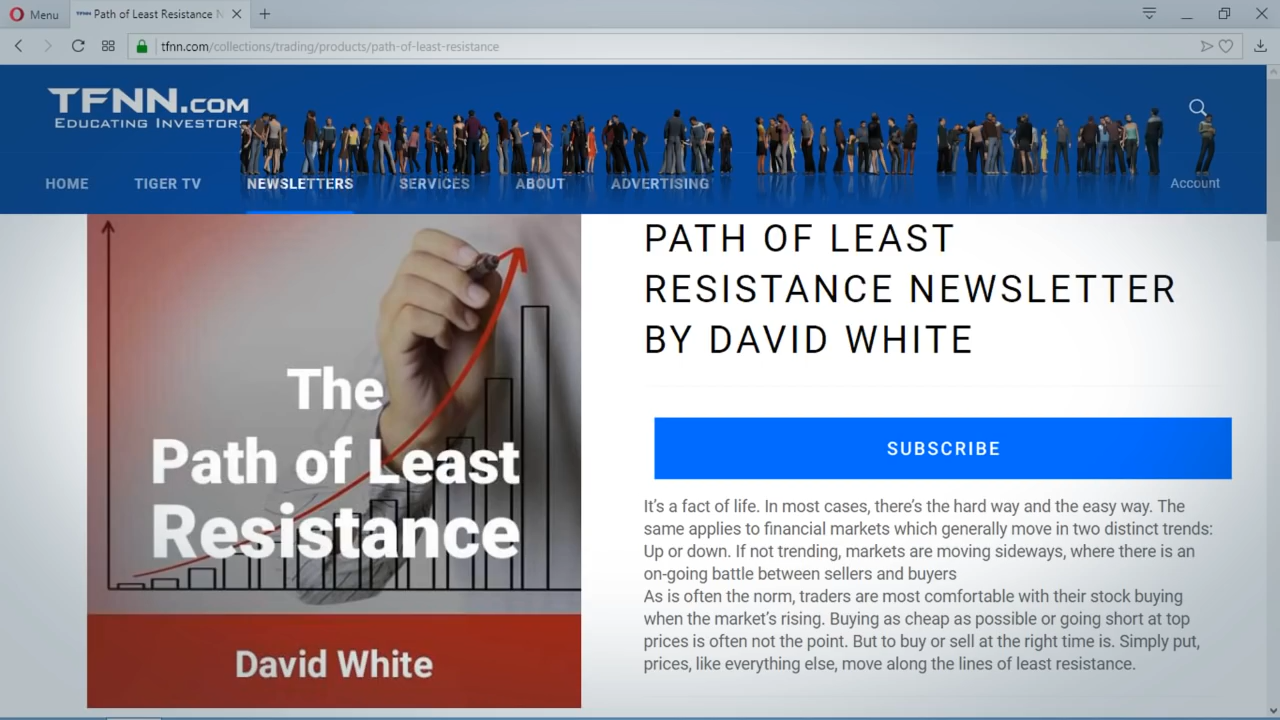 Menu
Path of Least Resistance N
tfnn.com/collections/trading/products/path-of-least-resistance
TFNN.COM
EDUCATING INVESTORS
HOME
TIGER TV
NEWSLETTERS
SERVICES
ABOUT
ADVERTISING
Account
The
Path of Least
Resistance
David White
PATH OF LEAST
RESISTANCE NEWSLETTER
BY DAVID WHITE
SUBSCRIBE
It's a fact of life. In most cases, there's the hard way and the easy way. The
same applies to financial markets which generally move in two distinct trends:
Up or down. If not trending, markets are moving sideways, where there is an
on-going battle between sellers and buyers
As is often the norm, traders are most comfortable with their stock buying
when the market's rising. Buying as cheap as possible or going short at top
prices is often not the point. But to buy or sell at the right time is. Simply put,
prices, like everything else, move along the lines of least resistance.